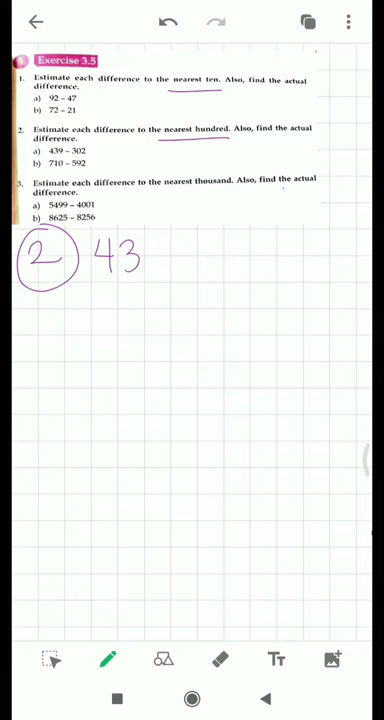 Exercise 3.5
1. Estimate each difference to the nearest ten. Also, find the actual
difference.
a) 92 – 47
b) 72 – 21
2. Estimate each difference to the nearest hundred. Also, find the actual
difference.
a) 439 – 302
b) 710 – 592
3. Estimate each difference to the nearest thousand. Also, find the actual
difference.
a) 5499 – 4001
b) 8625 – 8256
2 43
TT